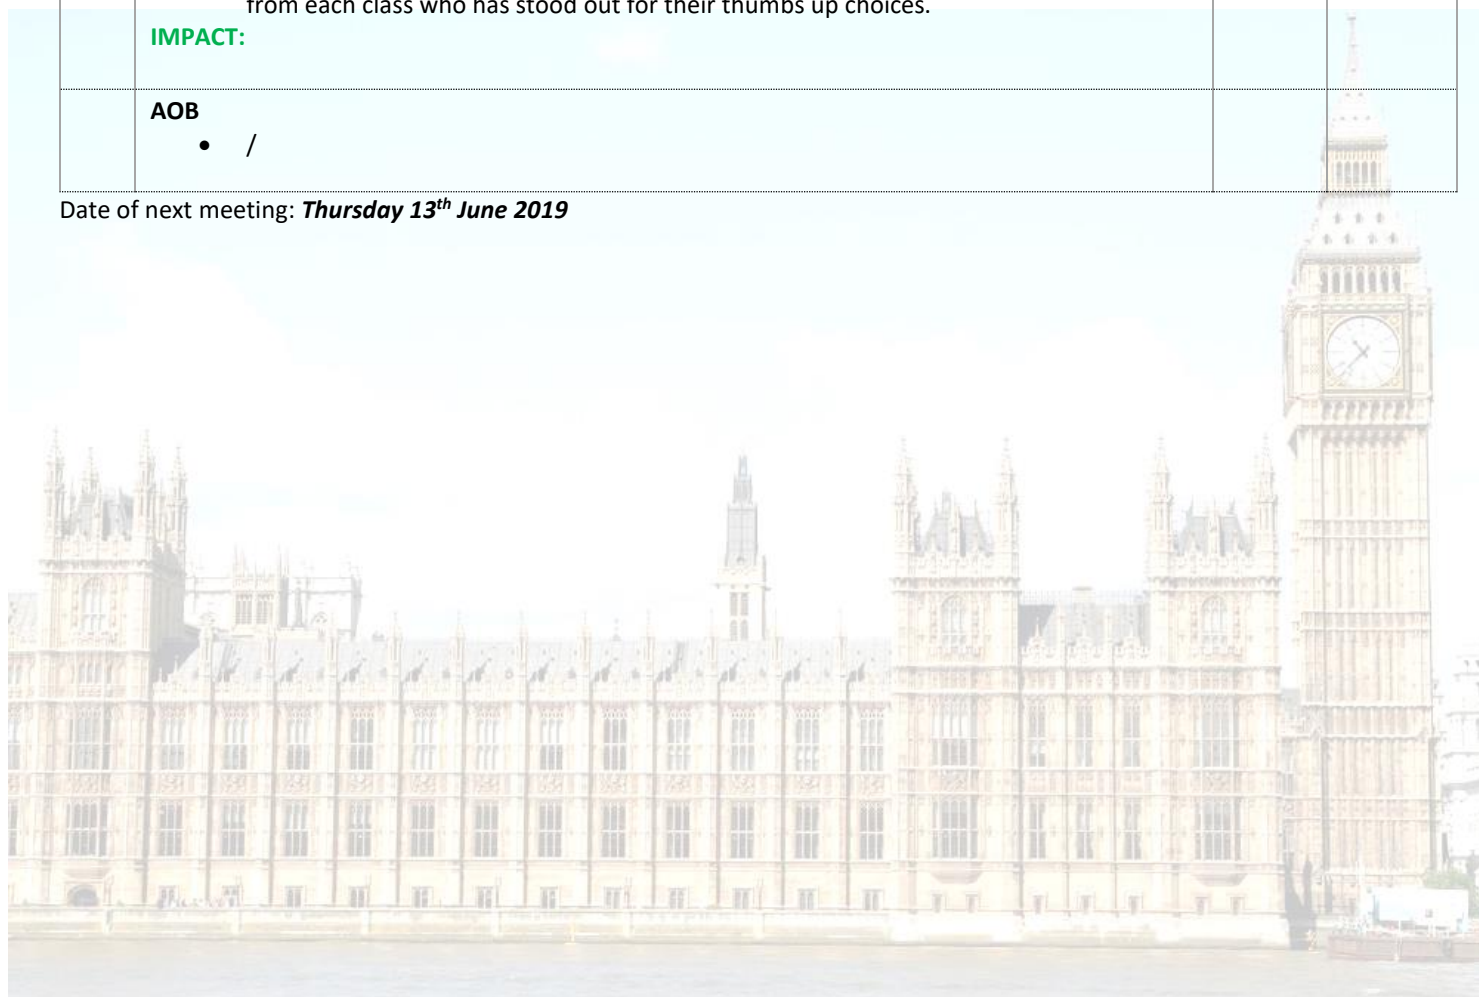 from each class who has stood out for their thumbs up choices.
IMPACT:
AOB
• /
Date of next meeting: Thursday 13th June 2019